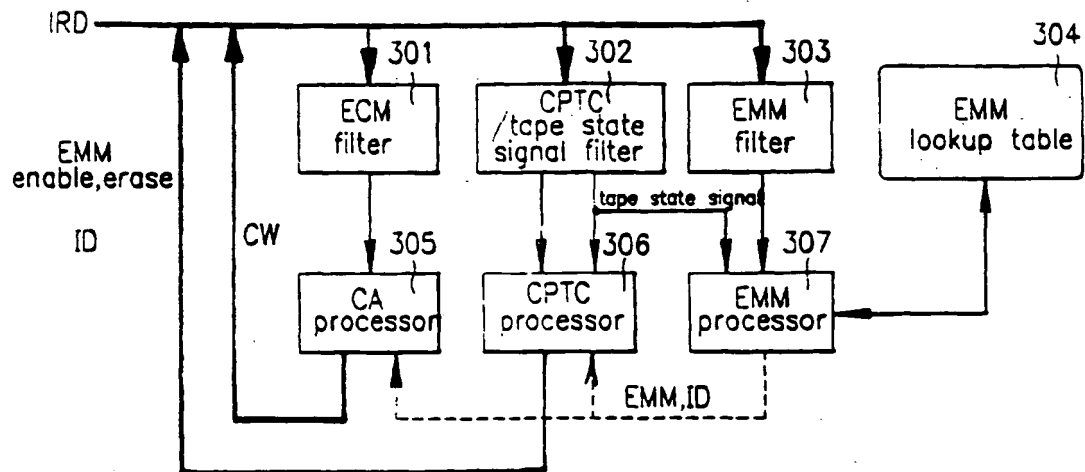 IRD
301
302
303
304
ECM
filter
CPTC
/tape state
signal filter
EMM
filter
EMM
lookup table
EMM
enable,erase
ID
CW
tape state signal
305
306
307
CA
processor
CPTC
processor
EMM
processor
EMM,ID